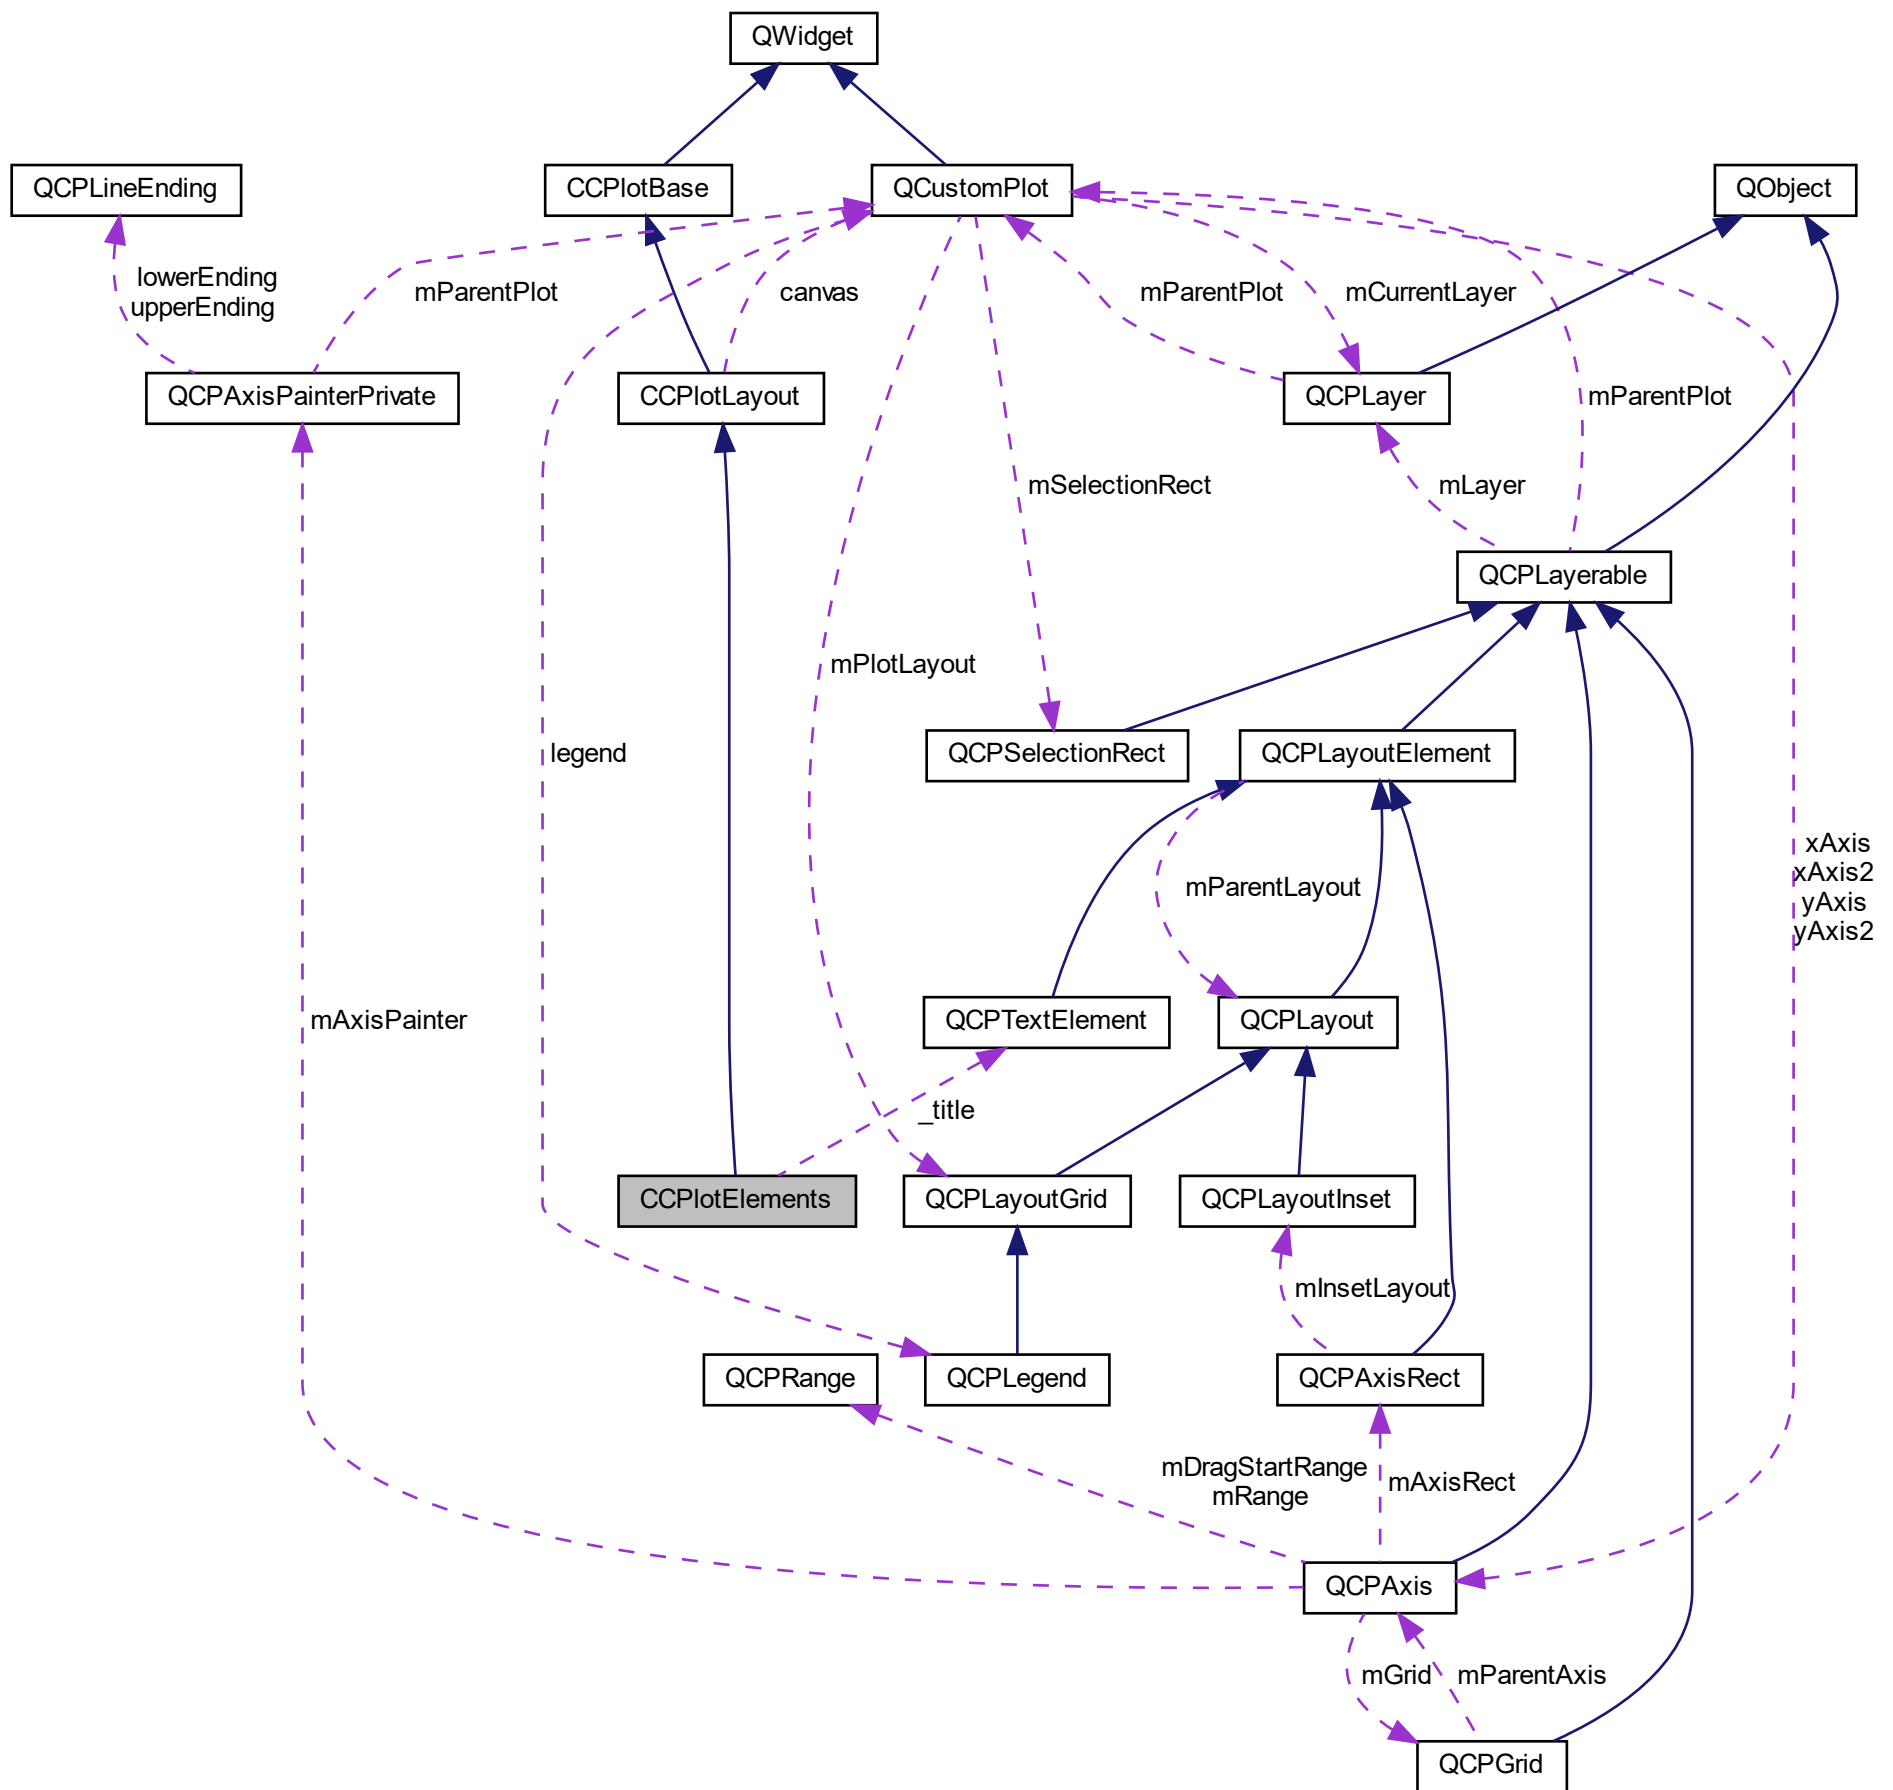 QWidget
QCPLineEnding
CCPlotBase
QCustomPlot
QObject
lowerEnding
upperEnding
mParentPlot
canvas
mParentPlot
mCurrentLayer
QCPAxisPainterPrivate
CCPlotLayout
QCPLayer
mParentPlot
mSelectionRect
mLayer
QCPLayerable
mPlotLayout
legend
QCPSelectionRect
QCPLayoutElement
xAxis
xAxis2
yAxis
yAxis2
mParentLayout
mAxisPainter
QCPTextElement
QCPLayout
_title
CCPlotElements
QCPLayoutGrid
QCPLayoutInset
mInsetLayout
QCPRange
QCPLegend
QCPAxisRect
mDragStartRange
mRange
mAxisRect
QCPAxis
mGrid
mParentAxis
QCPGrid